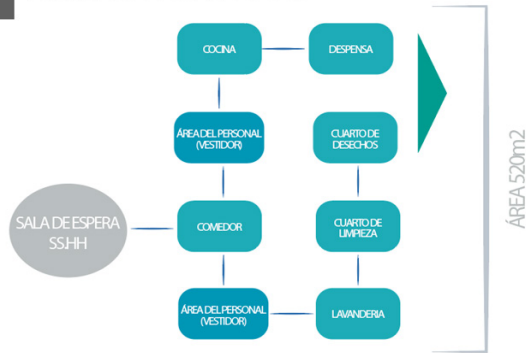 COCINA
DESPENSA
ÁREA DEL PERSONAL
(VESTIDOR)
CUARTO DE
DESECHOS
SALA DE ESPERA
SS.HH
COMEDOR
CUARTO DE
LIMPIEZA
ÁREA DEL PERSONAL
(VESTIDOR)
LAVANDERIA
ÁREA 520m2